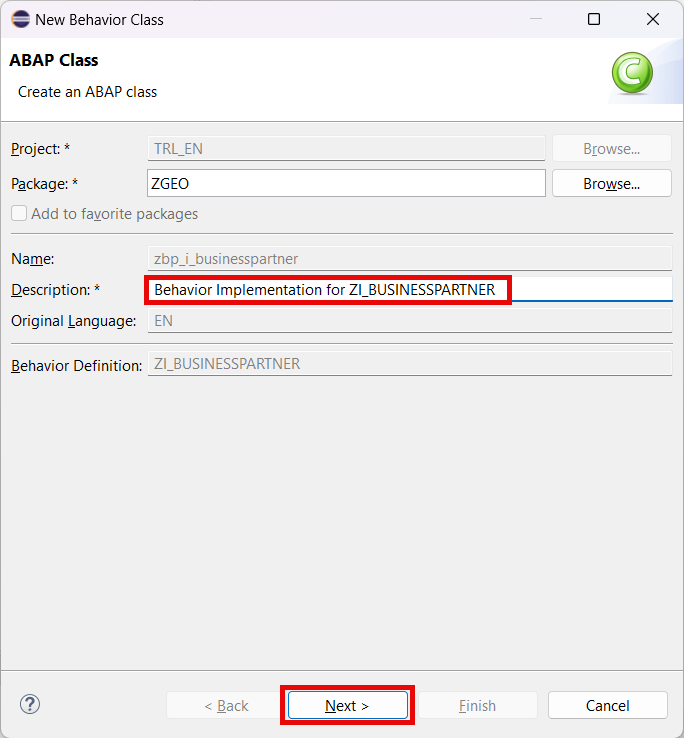 New Behavior Class
ABAP Class
Create an ABAP class
Project: * TRL_EN Browse...
Package: * ZGEO Browse...
Add to favorite packages
Name: zbp_i_businesspartner
Description: * Behavior Implementation for ZI_BUSINESSPARTNER
Original Language: EN
Behavior Definition: ZI_BUSINESSPARTNER
? < Back Next > Finish Cancel